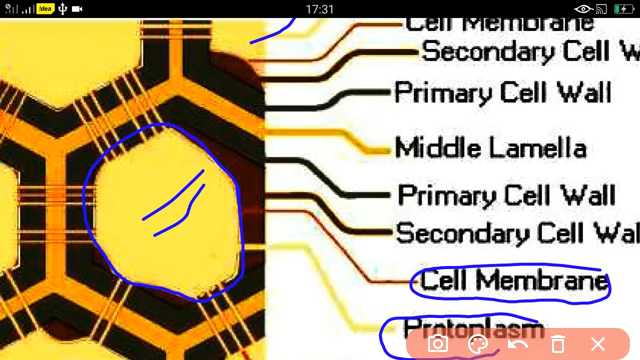 Idea 17:31
Cell Membrane
Secondary Cell W
Primary Cell Wall
Middle Lamella
Primary Cell Wall
Secondary Cell Wal
Cell Membrane
Protoplasm